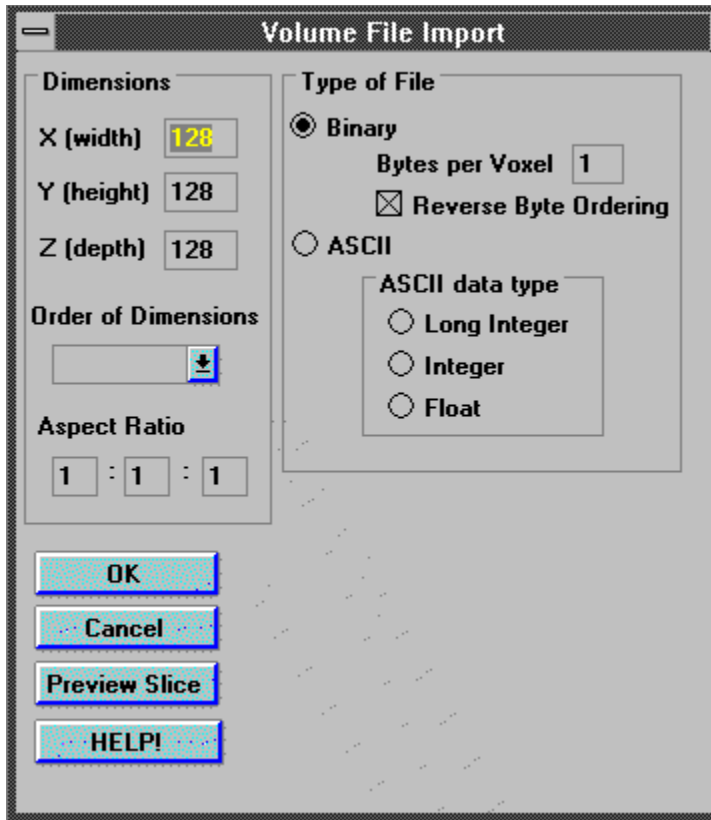 Volume File Import
Dimensions
X (width) 128
Y (height) 128
Z (depth) 128
Order of Dimensions
Aspect Ratio
1 : 1 : 1
Type of File
Binary
Bytes per Voxel 1
Reverse Byte Ordering
ASCII
ASCII data type
Long Integer
Integer
Float
OK
Cancel
Preview Slice
HELP!